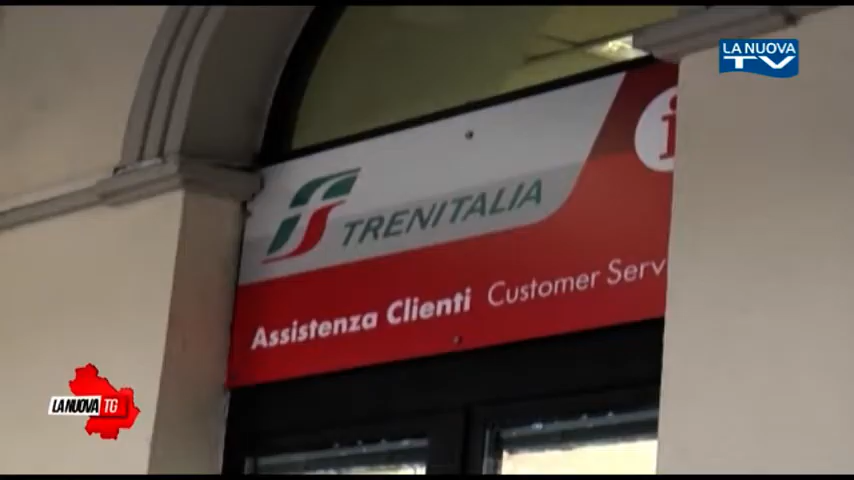 LA NUOVA
TV
i
TRENITALIA
Assistenza Clienti Customer Serv
LA NUOVA TG